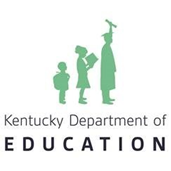 Kentucky Department of
EDUCATION